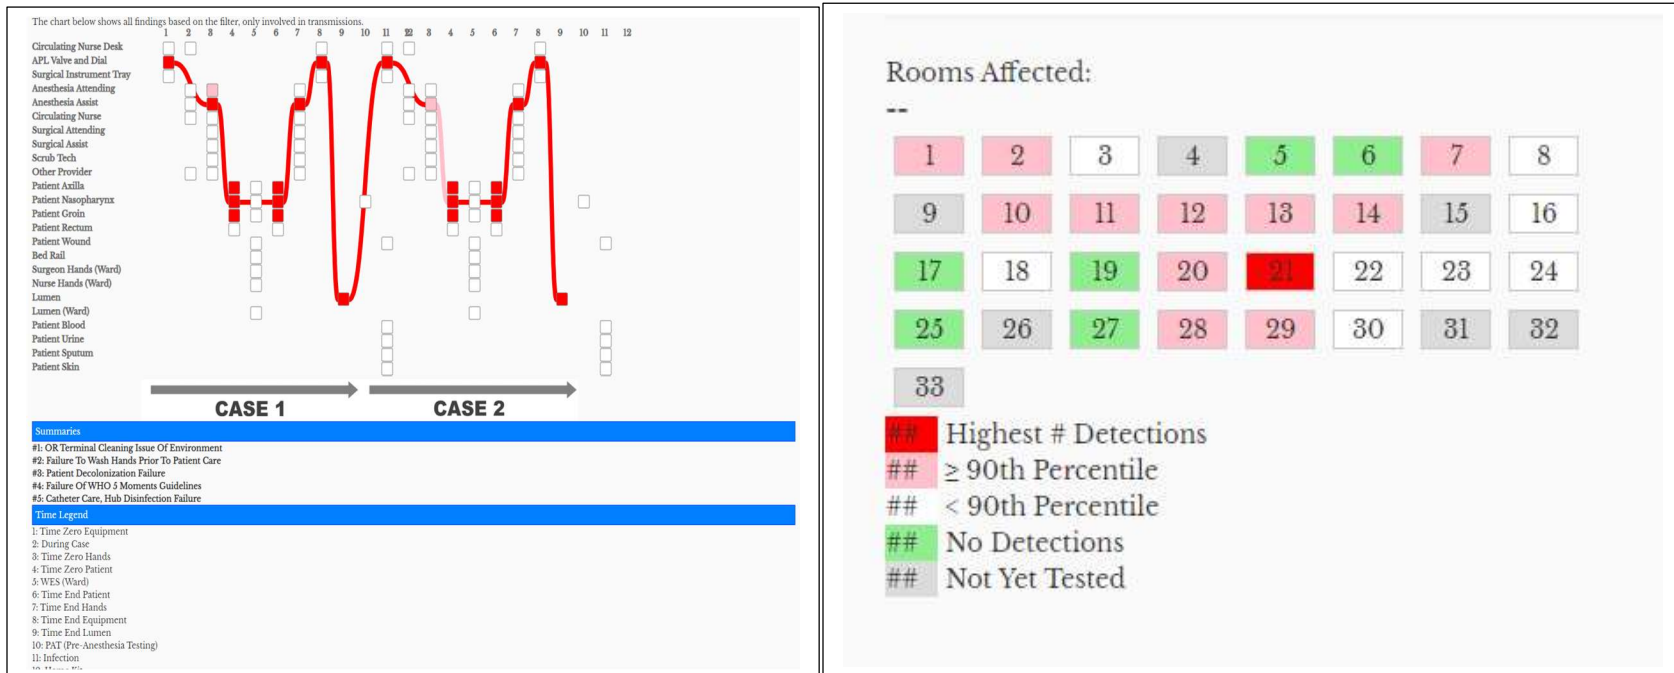 The chart below shows all findings based on the filter, only involved in transmissions.
1 2 3 4 5 6 7 8 9 10 11 12 3 4 5 6 7 8 9 10 11 12
Circulating Nurse Desk
APL Valve and Dial
Surgical Instrument Tray
Anesthesia Attending
Anesthesia Assist
Circulating Nurse
Surgical Attending
Surgical Assist
Scrub Tech
Other Provider
Patient Axilla
Patient Nasopharynx
Patient Groin
Patient Rectum
Patient Wound
Bed Rail
Surgeon Hands (Ward)
Nurse Hands (Ward)
Lumen
Lumen (Ward)
Patient Blood
Patient Urine
Patient Sputum
Patient Skin
CASE 1 CASE 2
Summaries
#1: OR Terminal Cleaning Issue Of Environment
#2: Failure To Wash Hands Prior To Patient Care
#3: Patient Decolonization Failure
#4: Failure Of WHO 5 Moments Guidelines
#5: Catheter Care, Hub Disinfection Failure
Time Legend
1: Time Zero Equipment
2: During Case
3: Time Zero Hands
4: Time Zero Patient
5: WES (Ward)
6: Time End Patient
7: Time End Hands
8: Time End Equipment
9: Time End Lumen
10: PAT (Pre-Anesthesia Testing)
11: Infection
Rooms Affected:
--
1 2 3 4 5 6 7 8
9 10 11 12 13 14 15 16
17 18 19 20 21 22 23 24
25 26 27 28 29 30 31 32
33
## Highest # Detections
## ≥ 90th Percentile
## < 90th Percentile
## No Detections
## Not Yet Tested